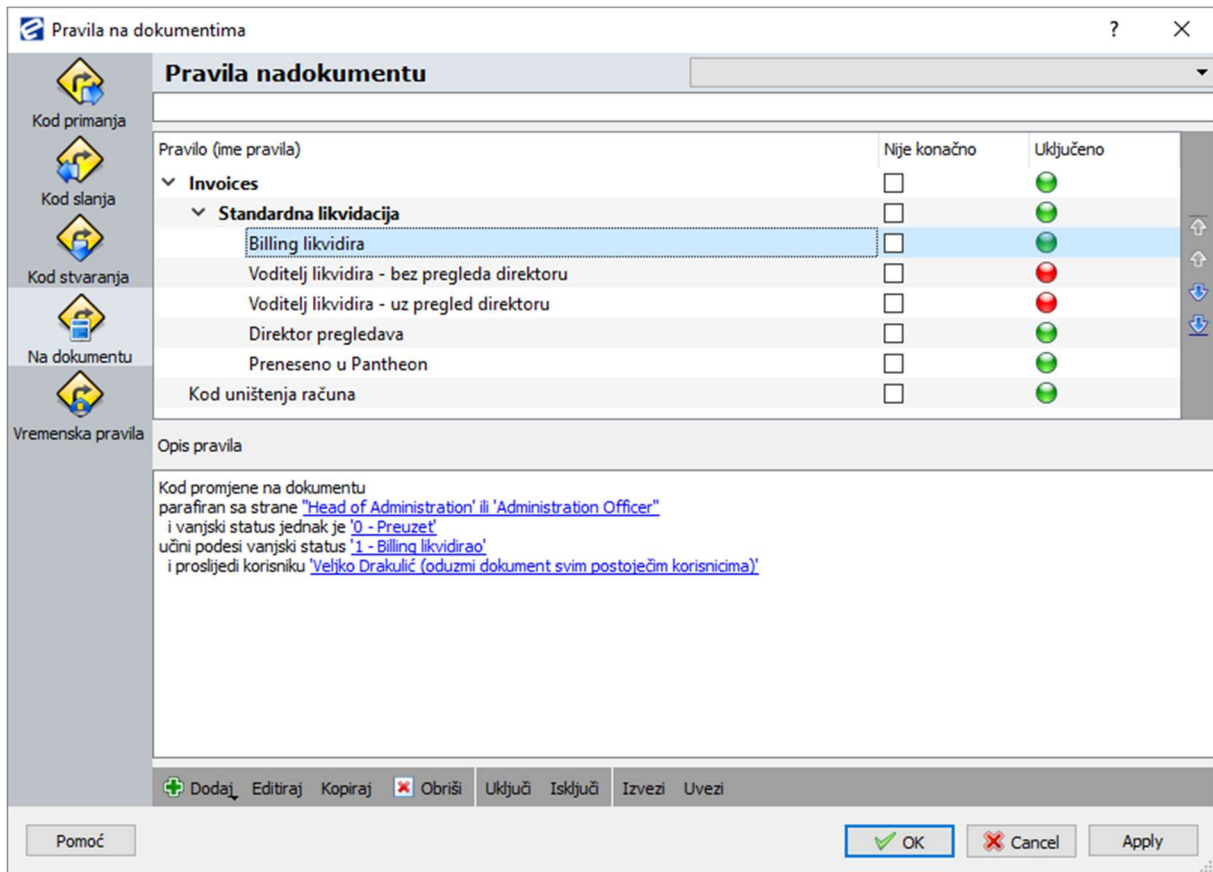 Pravila na dokumentima
?
Pravila nadokumentu
Kod primanja
Kod slanja
Kod stvaranja
Na dokumentu
Vremenska pravila
Pravilo (ime pravila) Nije konačno Uključeno
Invoices
Standardna likvidacija
Billing likvidira
Voditelj likvidira - bez pregleda direktoru
Voditelj likvidira - uz pregled direktoru
Direktor pregledava
Preneseno u Pantheon
Kod uništenja računa
Opis pravila
Kod promjene na dokumentu
parafiran sa strane "Head of Administration' ili 'Administration Officer"
i vanjski status jednak je '0 - Preuzet'
učini podesi vanjski status '1 - Billing likvidirao'
i proslijedi korisniku 'Veljko Drakulić (oduzmi dokument svim postoječim korisnicima)'
Dodaj Editiraj Kopiraj Obriši Uključi Isključi Izvezi Uvezi
Pomoć OK Cancel Apply